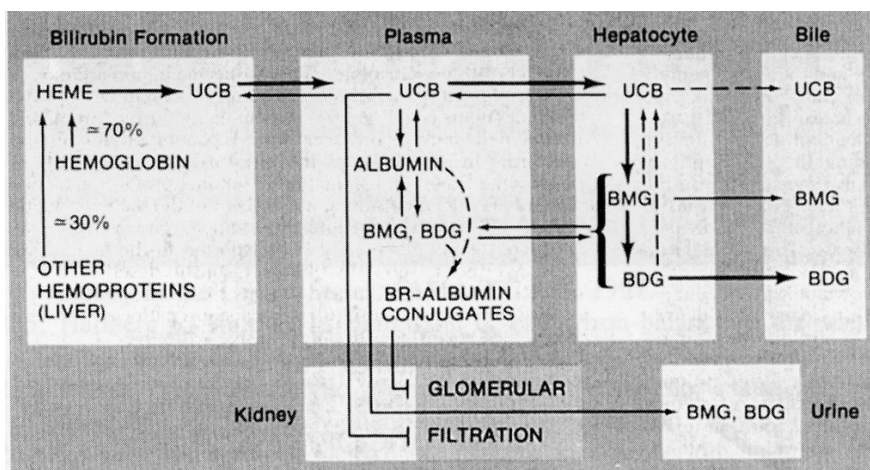 Bilirubin Formation Plasma Hepatocyte Bile
HEME UCB UCB UCB UCB
≃70%
HEMOGLOBIN ALBUMIN
BMG BMG
≃30% BMG, BDG
OTHER
HEMOPROTEINS
(LIVER)
BDG BDG
BR-ALBUMIN
CONJUGATES
GLOMERULAR
Kidney BMG, BDG Urine
FILTRATION